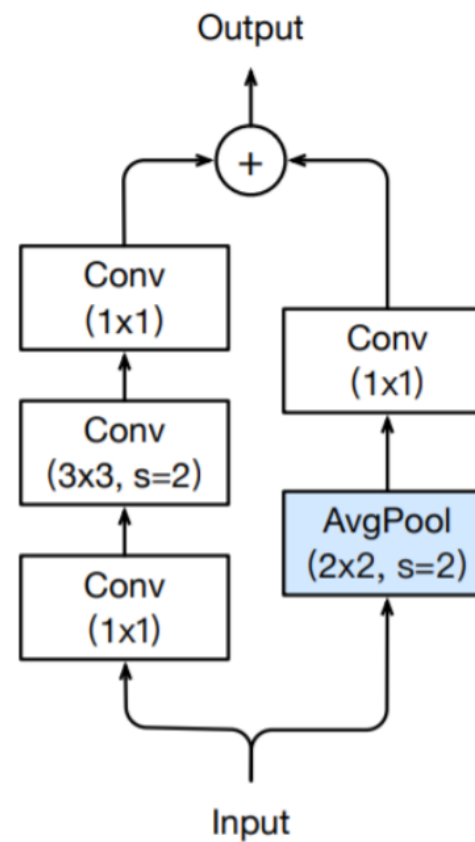 Output
+
Conv
(1x1)
Conv
(1x1)
Conv
(3x3, s=2)
AvgPool
(2x2, s=2)
Conv
(1x1)
Input